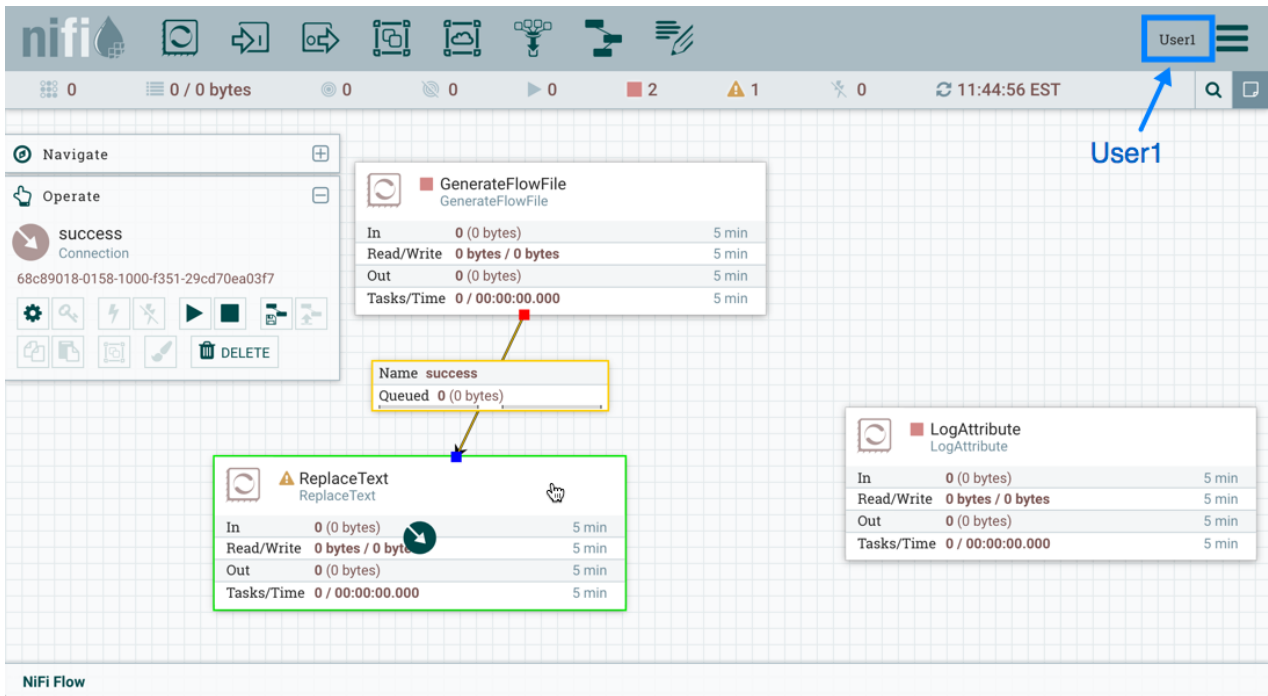 nifi
User1
0 0 / 0 bytes 0 0 0 2 1 0 11:44:56 EST
User1
Navigate
Operate
success
Connection
68c89018-0158-1000-f351-29cd70ea03f7
DELETE
GenerateFlowFile
GenerateFlowFile
In 0 (0 bytes) 5 min
Read/Write 0 bytes / 0 bytes 5 min
Out 0 (0 bytes) 5 min
Tasks/Time 0 / 00:00:00.000 5 min
Name success
Queued 0 (0 bytes)
ReplaceText
ReplaceText
In 0 (0 bytes) 5 min
Read/Write 0 bytes / 0 byte 5 min
Out 0 (0 bytes) 5 min
Tasks/Time 0 / 00:00:00.000 5 min
LogAttribute
LogAttribute
In 0 (0 bytes) 5 min
Read/Write 0 bytes / 0 bytes 5 min
Out 0 (0 bytes) 5 min
Tasks/Time 0 / 00:00:00.000 5 min
NiFi Flow